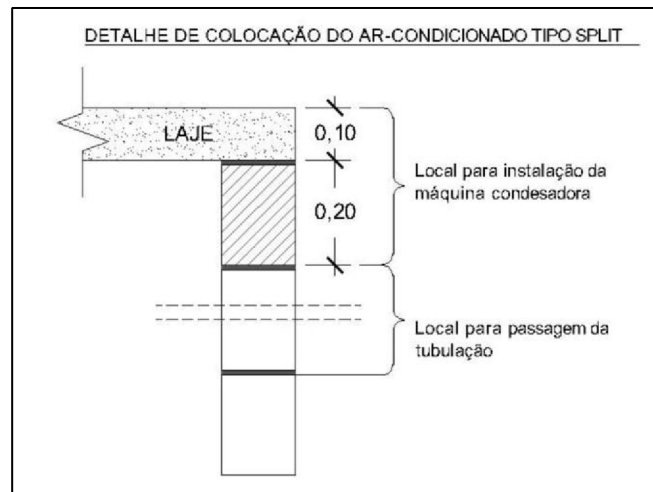 DETALHE DE COLOCAÇÃO DO AR-CONDICIONADO TIPO SPLIT
LAJE
0,10
Local para instalação da
máquina condesadora
0,20
Local para passagem da
tubulação